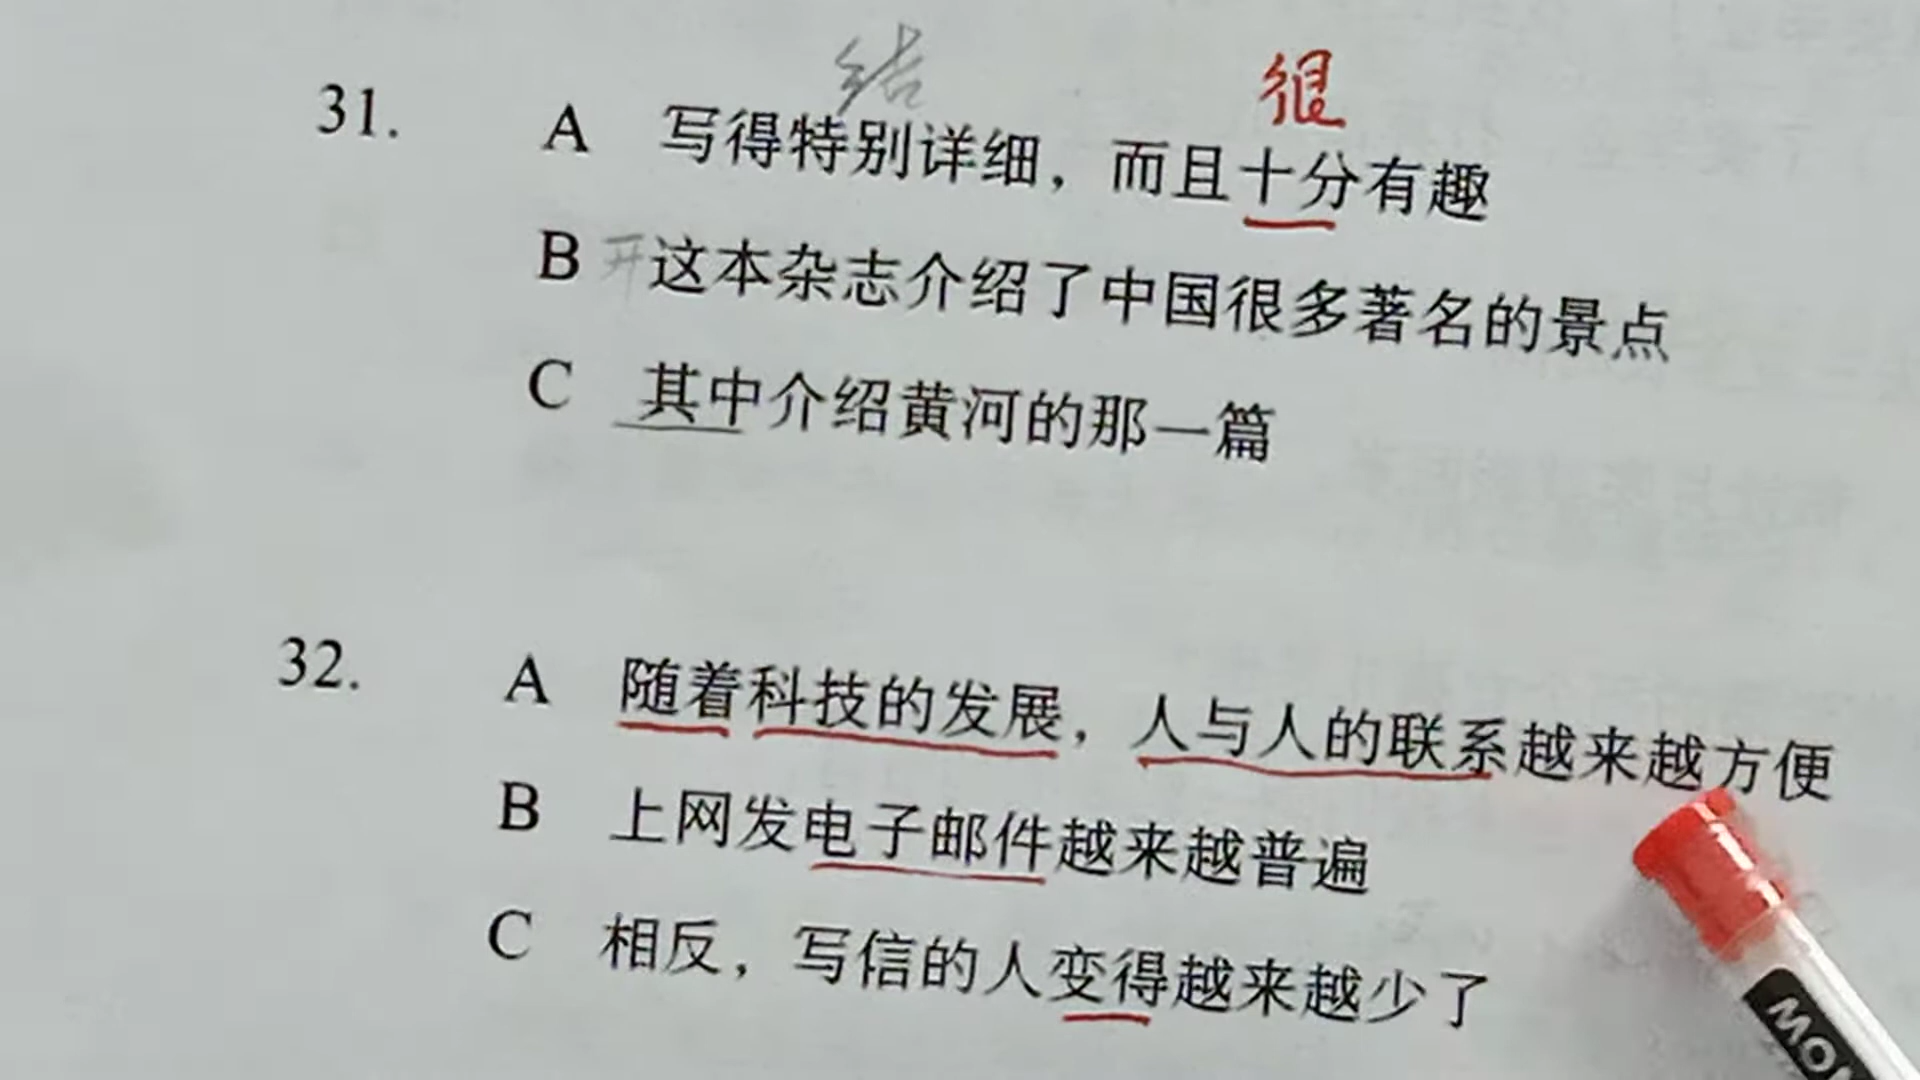 结 很
31. A 写得特别详细，而且十分有趣
B 开 这本杂志介绍了中国很多著名的景点
C 其中介绍黄河的那一篇
32. A 随着科技的发展，人与人的联系越来越方便
B 上网发电子邮件越来越普遍
C 相反，写信的人变得越来越少了